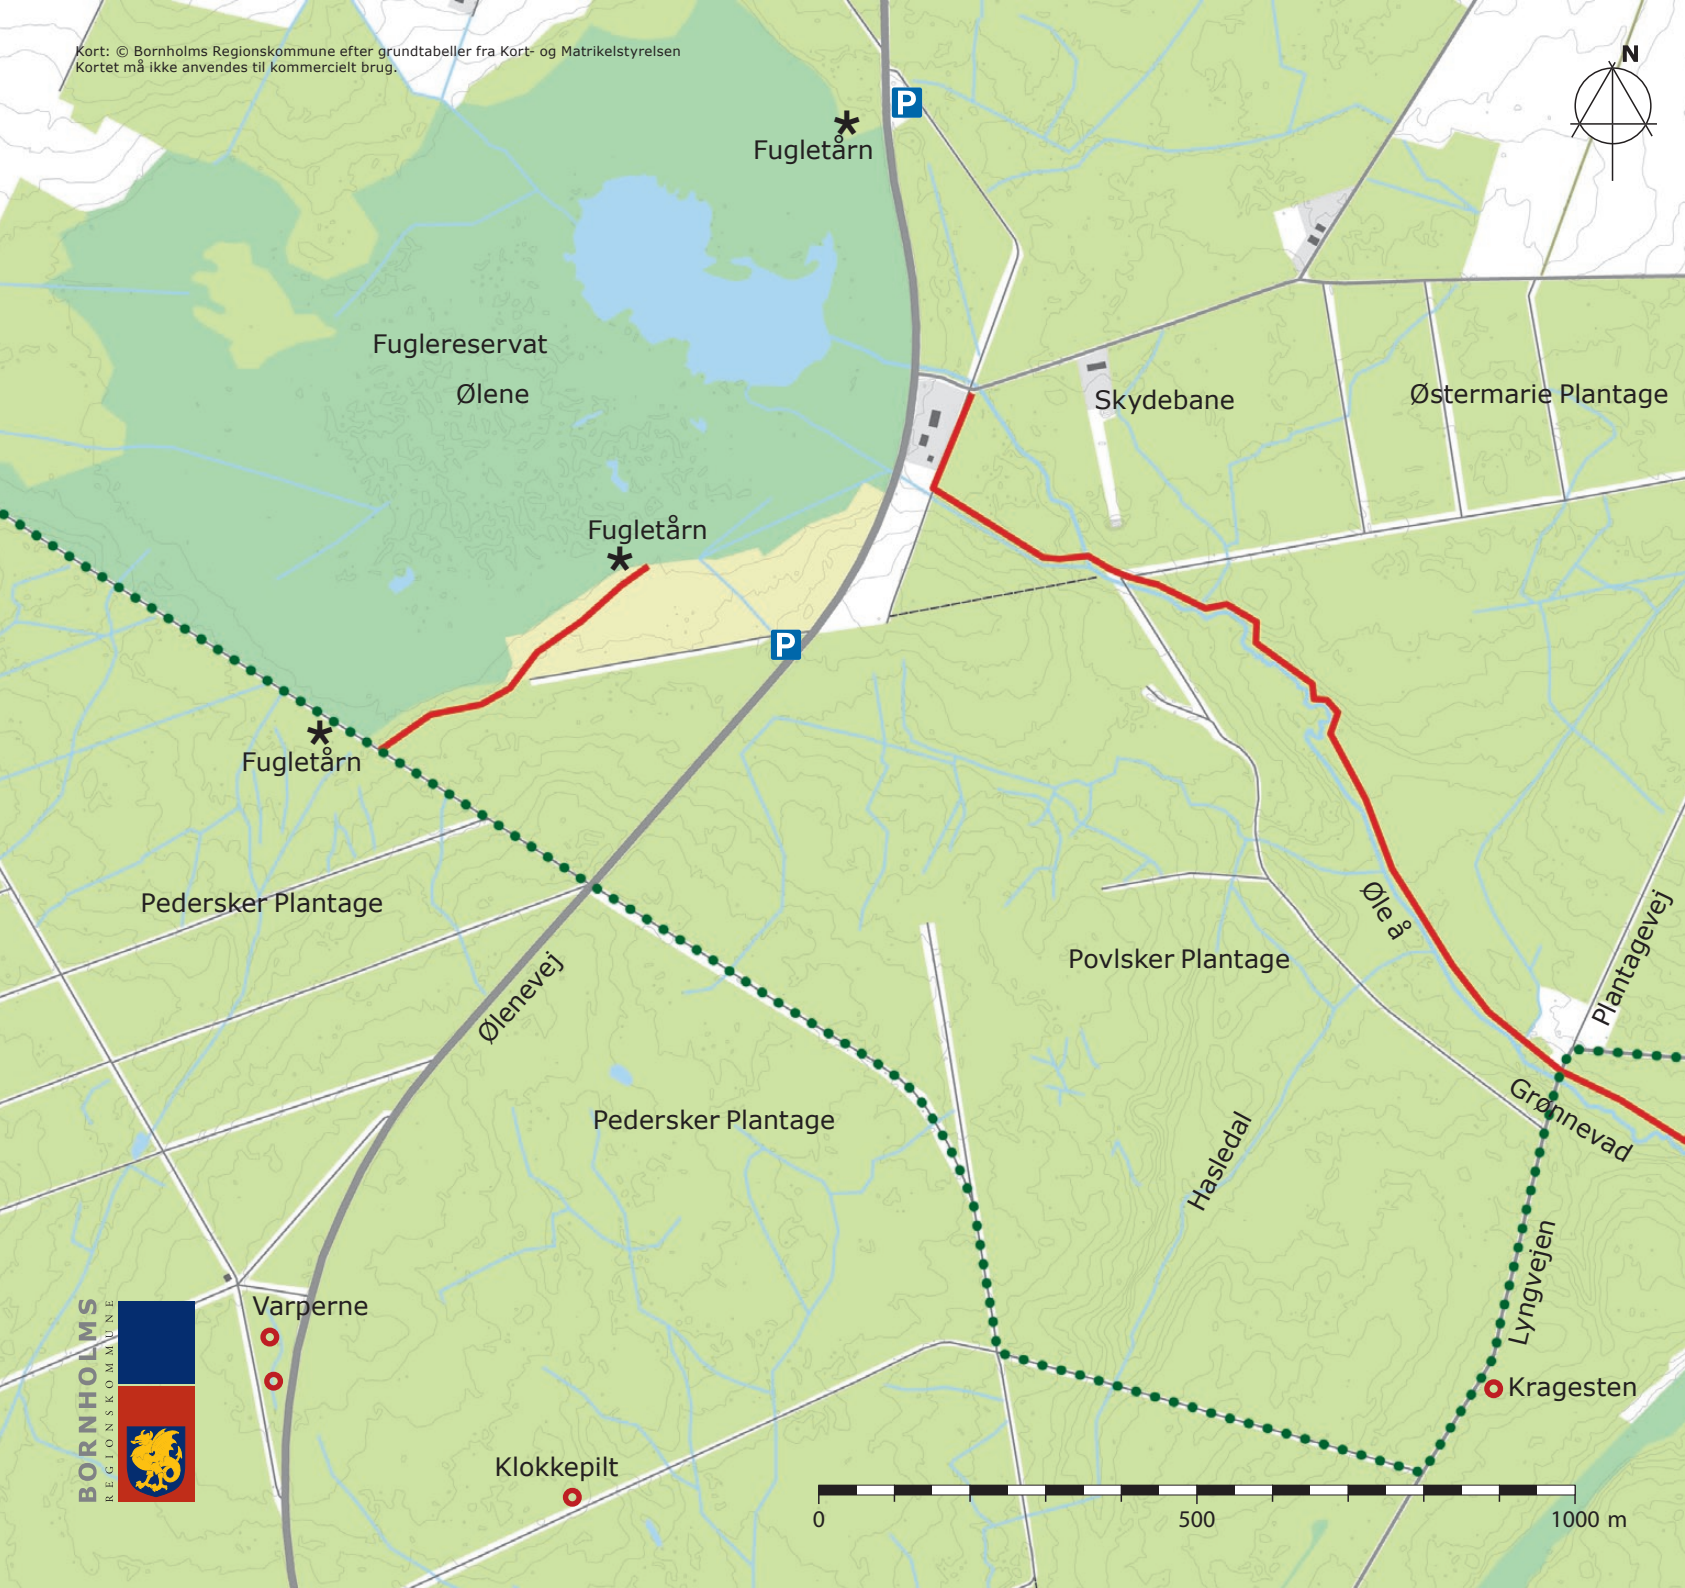 Kort: © Bornholms Regionskommune efter grundtabeller fra Kort- og Matrikelstyrelsen
Kortet må ikke anvendes til kommercielt brug.
N
P
Fugletårn
Fuglereservat
Ølene
Skydebane
Østermarie Plantage
Fugletårn
P
Fugletårn
Pedersker Plantage
Øle å
Plantagevej
Povlsker Plantage
Ølenevej
Pedersker Plantage
Grønnevad
Hasledal
Lyngvejen
Varperne
Kragesten
Klokkepilt
BORNHOLMS
REGIONSKOMMUNE
0 500 1000 m